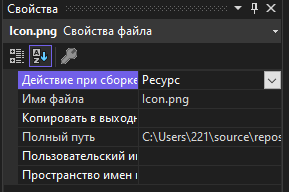 Свойства
Icon.png Свойства файла
Действие при сборке Ресурс
Имя файла Icon.png
Копировать в выходн
Полный путь C:\Users\221\source\repos
Пользовательский и
Пространство имен